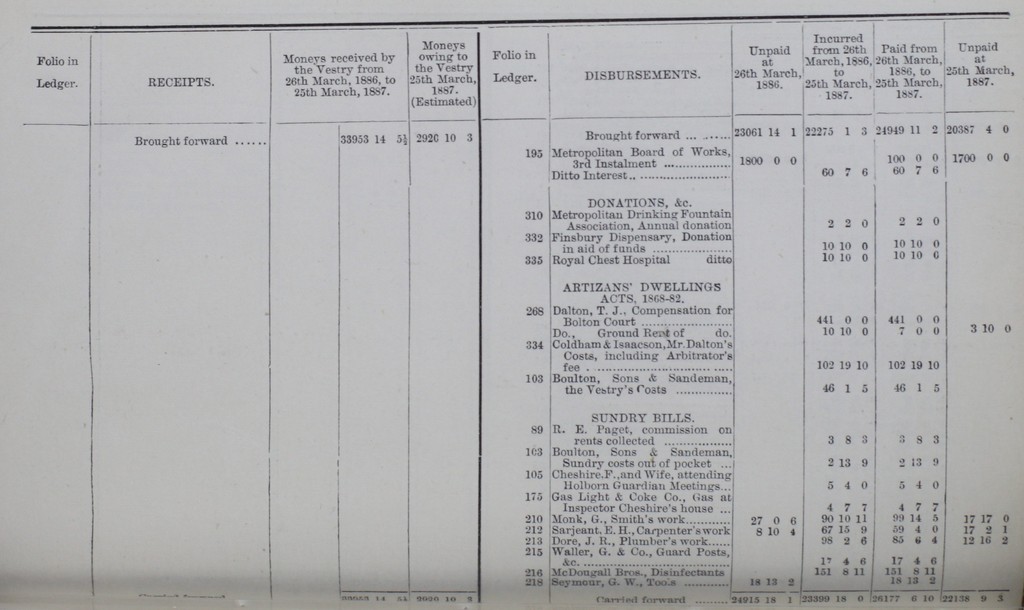 Folio in Ledger. RECEIPTS. Moneys received by the Vestry from 26th March, 1886, to 25th March, 1887. Moneys owing to the Vestry 25th March, 1887. (Estimated)
Brought forward ...... 33953 14 5½ 2926 10 3
33953 14 5½ 2926 10 3
Folio in Ledger. DISBURSEMENTS. Unpaid at 26th March, 1886. Incurred from 26th March, 1886, to 25th March, 1887. Paid from 26th March, 1886, to 25th March, 1887. Unpaid at 25th March, 1887.
Brought forward ... ...... 23061 14 1 22275 1 3 24949 11 2 20387 4 0
195 Metropolitan Board of Works,
3rd Instalment .................. 1800 0 0 100 0 0 1700 0 0
Ditto Interest.. ........................ 60 7 6 60 7 6
DONATIONS, &c.
310 Metropolitan Drinking Fountain
Association, Annual donation 2 2 0 2 2 0
332 Finsbury Dispensary, Donation
in aid of funds ..................... 10 10 0 10 10 0
335 Royal Chest Hospital ditto 10 10 0 10 10 0
ARTIZANS' DWELLINGS
ACTS, 1868-82.
268 Dalton, T. J., Compensation for
Bolton Court ........................ 441 0 0 441 0 0
Do., Ground Rent of do. 10 10 0 7 0 0 3 10 0
334 Coldham & Isaacson, Mr. Dalton's
Costs, including Arbitrator's
fee . .................................... 102 19 10 102 19 10
103 Boulton, Sons & Sandeman,
the Vestry's Costs ............... 46 1 5 46 1 5
SUNDRY BILLS.
89 R. E. Paget, commission on
rents collected .................. 3 8 3 3 8 3
103 Boulton, Sons & Sandeman,
Sundry costs out of pocket ... 2 13 9 2 13 9
105 Cheshire. F., and Wife, attending
Holborn Guardian Meetings... 5 4 0 5 4 0
175 Gas Light & Coke Co., Gas at
Inspector Cheshire's house ... 4 7 7 4 7 7
210 Monk, G., Smith's work............ 27 0 6 90 10 11 99 14 5 17 17 0
212 Sarjeant. E. H., Carpenter's work 8 10 4 67 15 9 59 4 0 17 2 1
213 Dore, J. R., Plumber's work...... 98 2 6 85 6 4 12 16 2
215 Waller, G. & Co., Guard Posts,
&c. .................................... 17 4 6 17 4 6
216 McDougall Bros., Disinfectants 151 8 11 151 8 11
218 Seymour, G. W., Tools ............ 18 13 2 18 13 2
Carried forward ............ 24915 18 1 23399 18 0 26177 6 10 22138 9 3